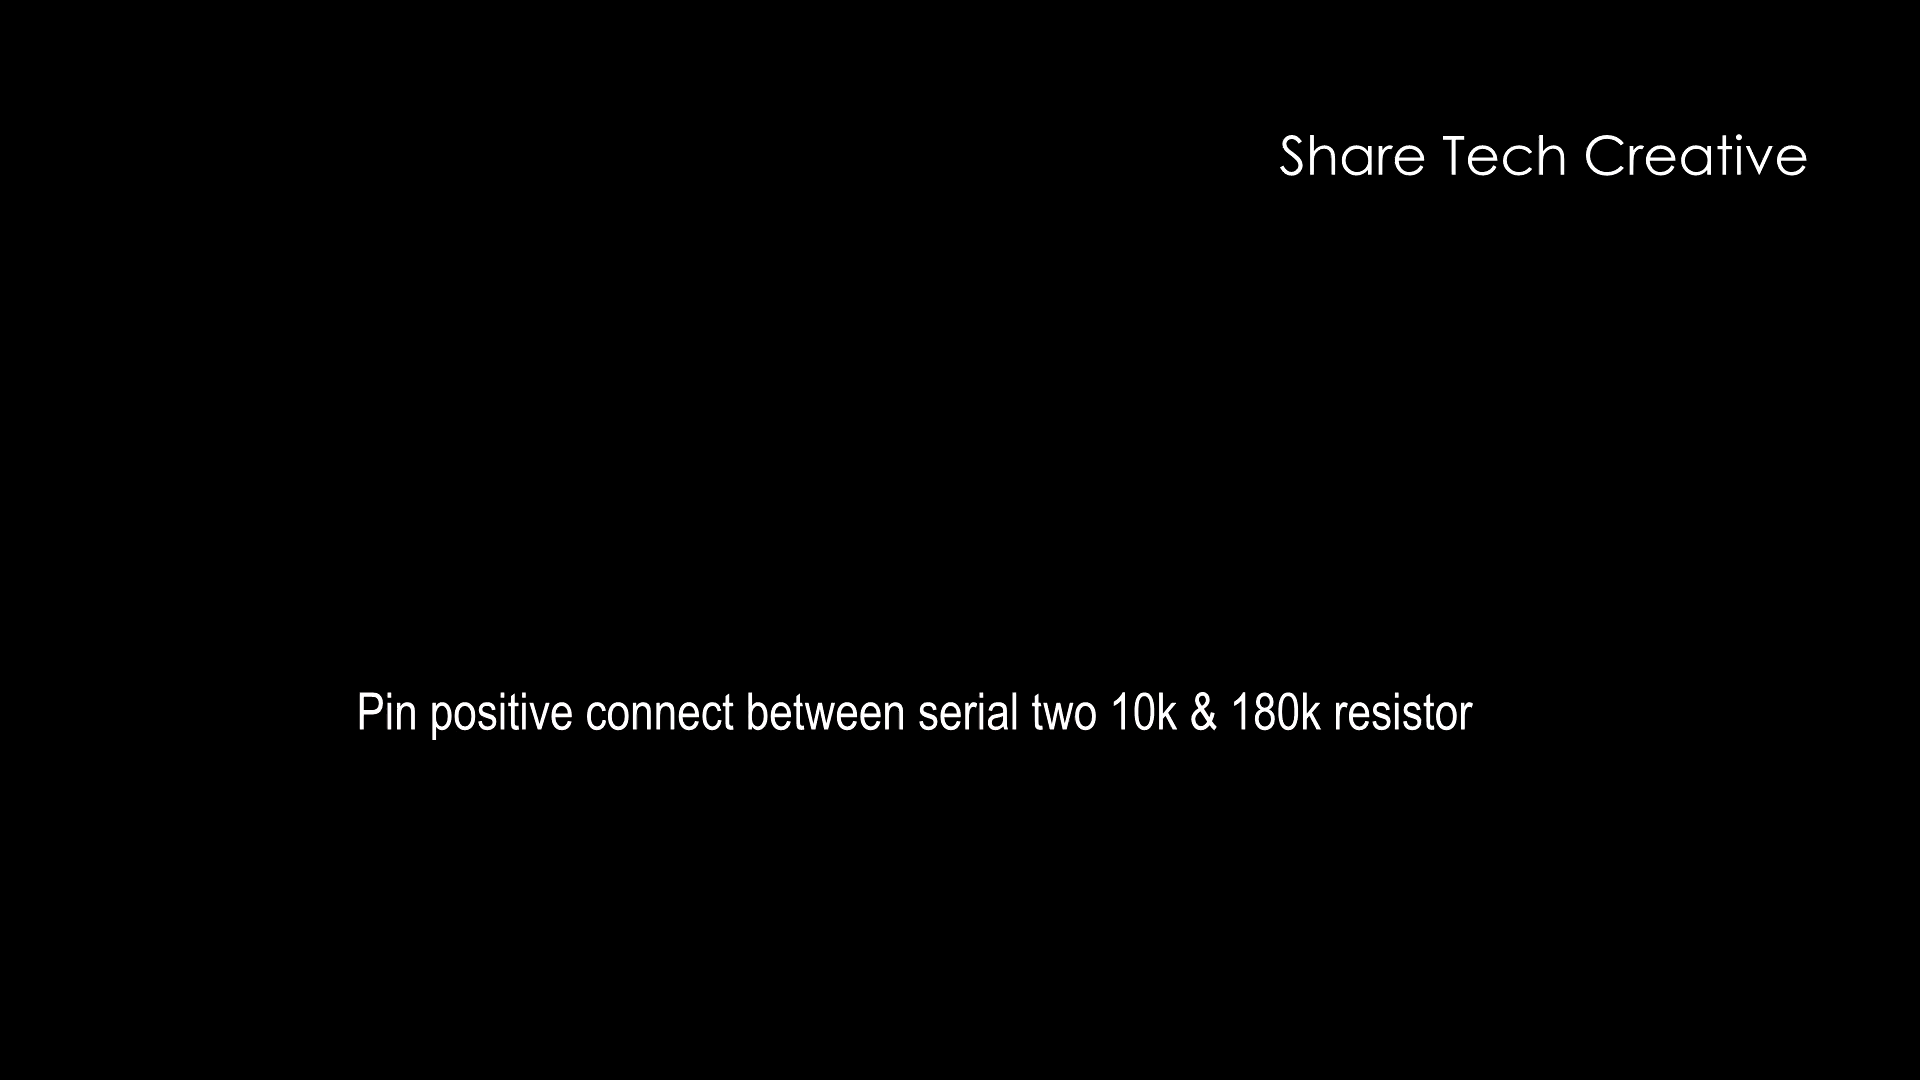 Share Tech Creative
Pin positive connect between serial two 10k & 180k resistor